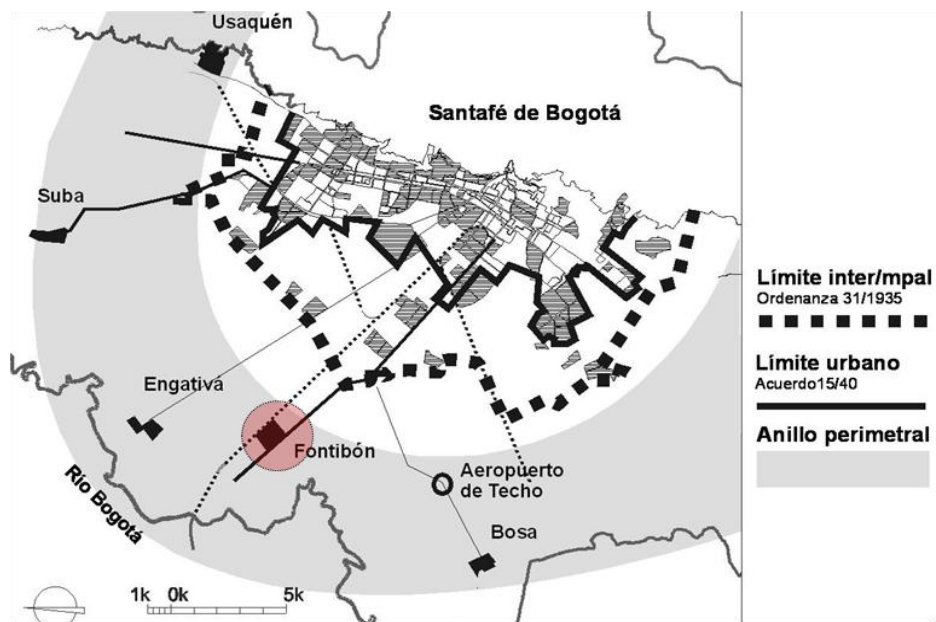 Usaquén
Santafé de Bogotá
Suba
Engativá
Fontibón
Aeropuerto
de Techo
Bosa
Río Bogotá
1k 0k 5k
Límite inter/mpal
Ordenanza 31/1935
Límite urbano
Acuerdo15/40
Anillo perimetral